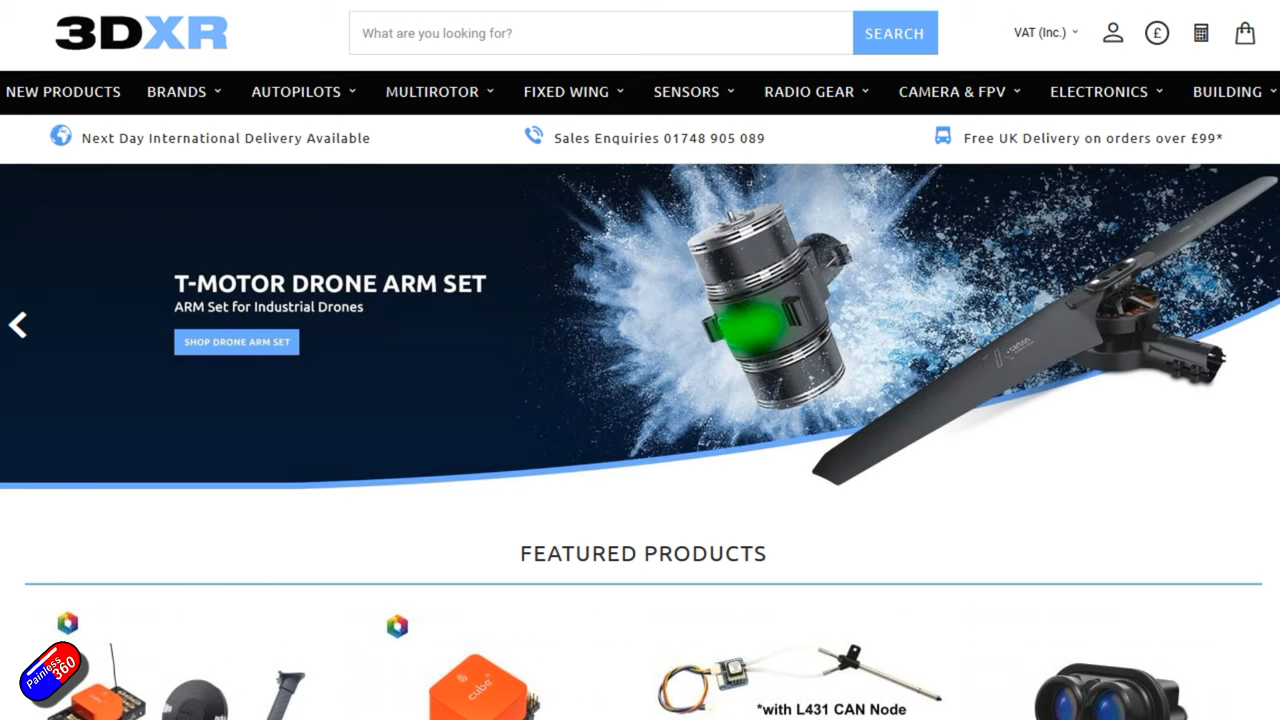 3DXR
What are you looking for?
SEARCH
VAT (Inc.)
£
NEW PRODUCTS
BRANDS
AUTOPILOTS
MULTIROTOR
FIXED WING
SENSORS
RADIO GEAR
CAMERA & FPV
ELECTRONICS
BUILDING
Next Day International Delivery Available
Sales Enquiries 01748 905 089
Free UK Delivery on orders over £99*
T-MOTOR DRONE ARM SET
ARM Set for Industrial Drones
SHOP DRONE ARM SET
carbon
FEATURED PRODUCTS
Painless
360
cube
*with L431 CAN Node